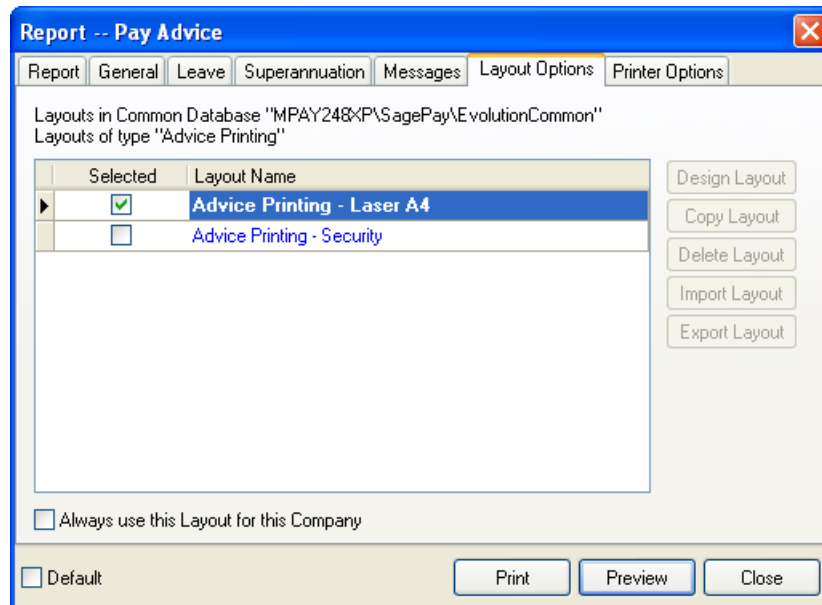 Report -- Pay Advice
Report General Leave Superannuation Messages Layout Options Printer Options
Layouts in Common Database "MPAY248XP\SagePay\EvolutionCommon"
Layouts of type "Advice Printing"
Selected Layout Name
Advice Printing - Laser A4
Advice Printing - Security
Design Layout
Copy Layout
Delete Layout
Import Layout
Export Layout
Always use this Layout for this Company
Default Print Preview Close